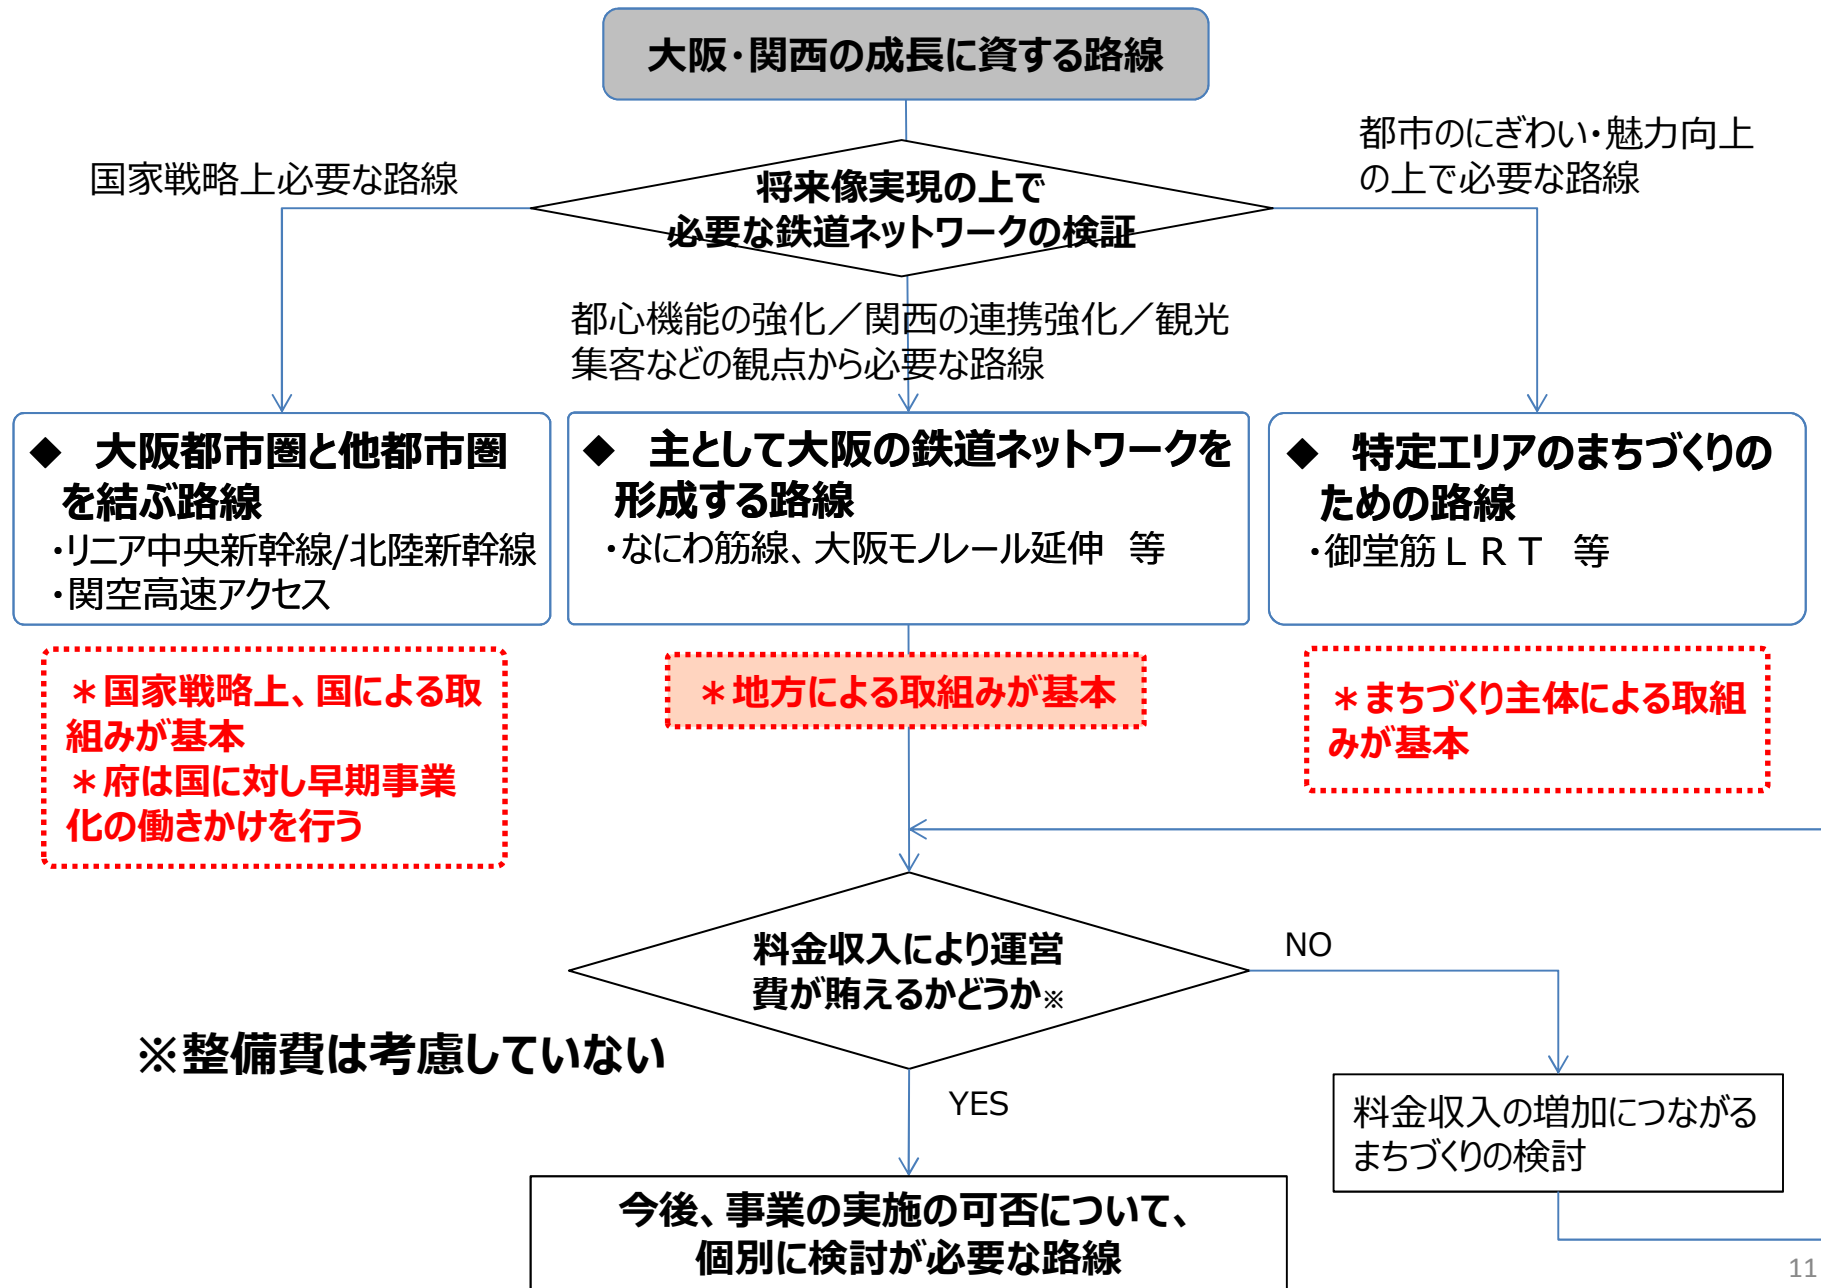 大阪・関西の成長に資する路線
国家戦略上必要な路線
将来像実現の上で
必要な鉄道ネットワークの検証
都市のにぎわい・魅力向上
の上で必要な路線
都心機能の強化／関西の連携強化／観光
集客などの観点から必要な路線
◆　大阪都市圏と他都市圏
を結ぶ路線
・リニア中央新幹線/北陸新幹線
・関空高速アクセス
◆　主として大阪の鉄道ネットワークを
形成する路線
・なにわ筋線、大阪モノレール延伸　等
◆　特定エリアのまちづくりの
ための路線
・御堂筋ＬＲＴ　等
＊国家戦略上、国による取
組みが基本
＊府は国に対し早期事業
化の働きかけを行う
＊地方による取組みが基本
＊まちづくり主体による取組
みが基本
料金収入により運営
費が賄えるかどうか※
NO
※整備費は考慮していない
YES
料金収入の増加につながる
まちづくりの検討
今後、事業の実施の可否について、
個別に検討が必要な路線
11